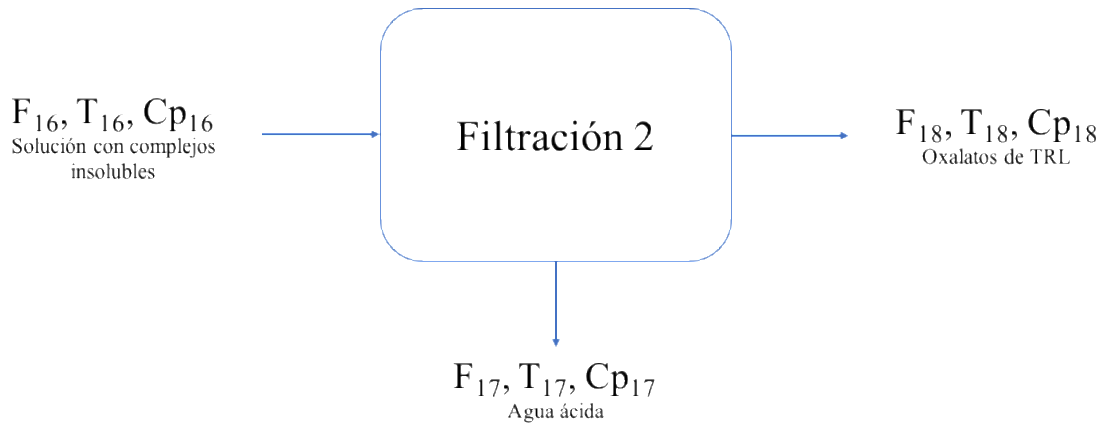 F₁₆, T₁₆, Cp₁₆
Solución con complejos
insolubles
Filtración 2
F₁₈, T₁₈, Cp₁₈
Oxalatos de TRL
F₁₇, T₁₇, Cp₁₇
Agua ácida